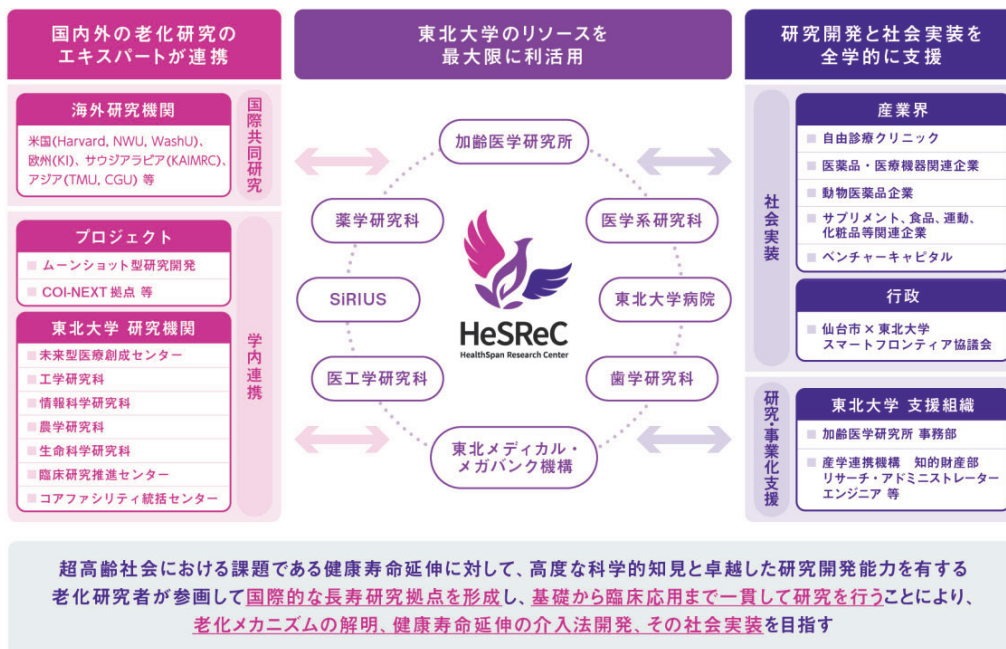 国内外の老化研究の
エキスパートが連携
海外研究機関
米国(Harvard, NWU, WashU)、
欧州(KI)、サウジアラビア(KAIMRC)、
アジア(TMU, CGU) 等
国際共同研究
プロジェクト
ムーンショット型研究開発
COI-NEXT 拠点 等
東北大学 研究機関
未来型医療創成センター
工学研究科
情報科学研究科
農学研究科
生命科学研究科
臨床研究推進センター
コアファシリティ統括センター
学内連携
東北大学のリソースを
最大限に利活用
加齢医学研究所
薬学研究科
医学系研究科
SiRIUS
東北大学病院
HeSReC
HealthSpan Research Center
医工学研究科
歯学研究科
東北メディカル・
メガバンク機構
研究開発と社会実装を
全学的に支援
社会実装
産業界
自由診療クリニック
医薬品・医療機器関連企業
動物医薬品企業
サプリメント、食品、運動、
化粧品等関連企業
ベンチャーキャピタル
行政
仙台市×東北大学
スマートフロンティア協議会
研究・事業化支援
東北大学 支援組織
加齢医学研究所 事務部
産学連携機構 知的財産部
リサーチ・アドミニストレーター
エンジニア 等
超高齢社会における課題である健康寿命延伸に対して、高度な科学的知見と卓越した研究開発能力を有する
老化研究者が参画して国際的な長寿研究拠点を形成し、基礎から臨床応用まで一貫して研究を行うことにより、
老化メカニズムの解明、健康寿命延伸の介入法開発、その社会実装を目指す